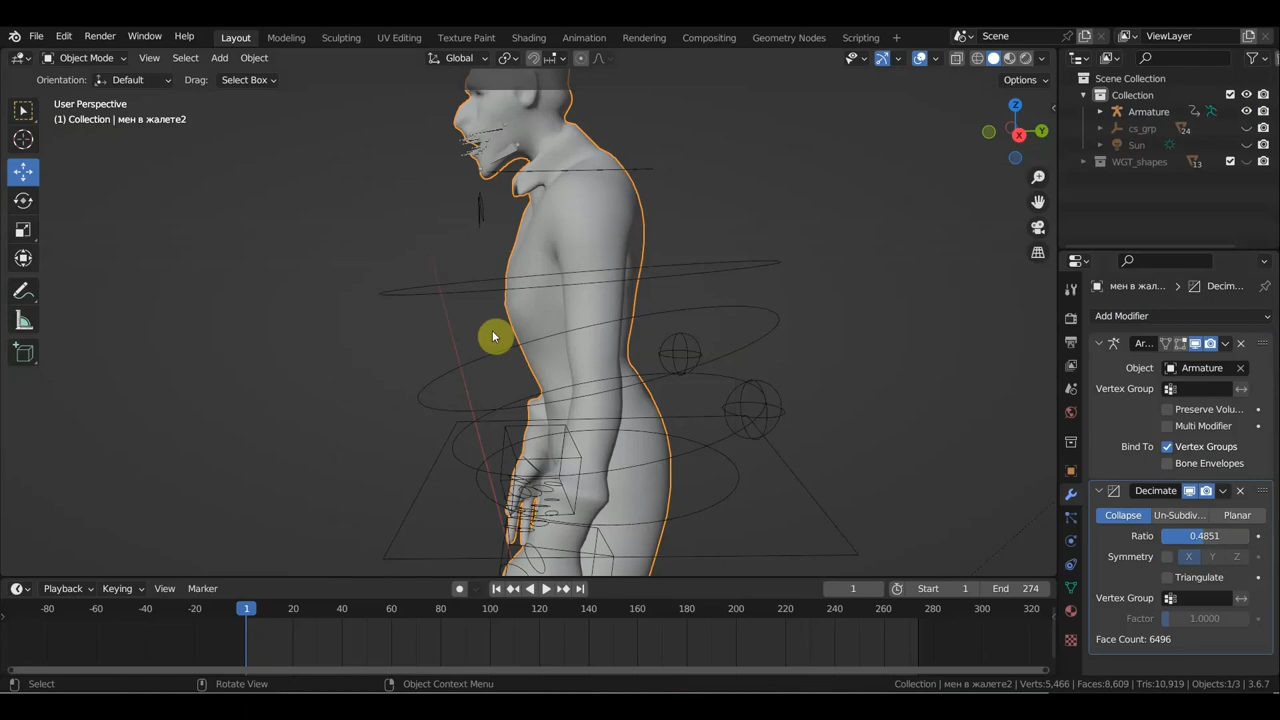 File Edit Render Window Help Layout Modeling Sculpting UV Editing Texture Paint Shading Animation Rendering Compositing Geometry Nodes Scripting + Scene ViewLayer
Object Mode View Select Add Object Global Options
Orientation: Default Drag: Select Box
User Perspective
(1) Collection | мен в жалете2
Z
Y
X
Scene Collection
Collection
Armature
cs_grp 24
Sun
WGT_shapes 13
мен в жал... > Decim...
Add Modifier
Ar...
Object Armature
Vertex Group
Preserve Volu...
Multi Modifier
Bind To Vertex Groups
Bone Envelopes
Decimate
Collapse Un-Subdiv... Planar
Ratio 0.4851
Symmetry X Y Z
Triangulate
Vertex Group
Factor 1.0000
Face Count: 6496
Playback Keying View Marker 1 Start 1 End 274
-80 -60 -40 -20 1 20 40 60 80 100 120 140 160 180 200 220 240 260 280 300 320
Select Rotate View Object Context Menu Collection | мен в жалете2 | Verts:5,466 | Faces:8,609 | Tris:10,919 | Objects:1/3 | 3.6.7